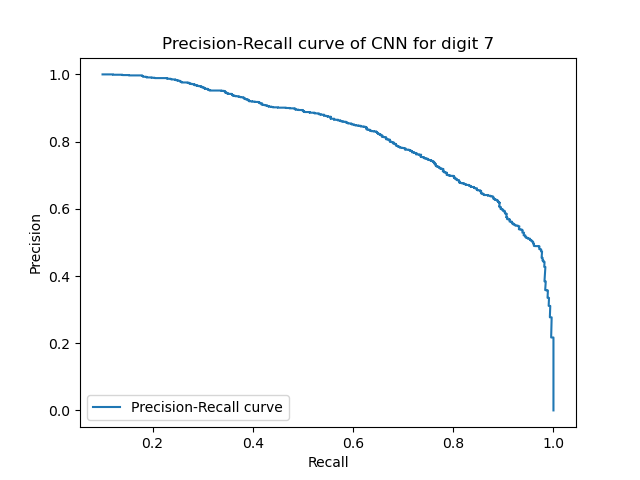 Precision-Recall curve of CNN for digit 7
1.0
0.8
0.6
0.4
0.2
0.0
Precision
Precision-Recall curve
0.2 0.4 0.6 0.8 1.0
Recall